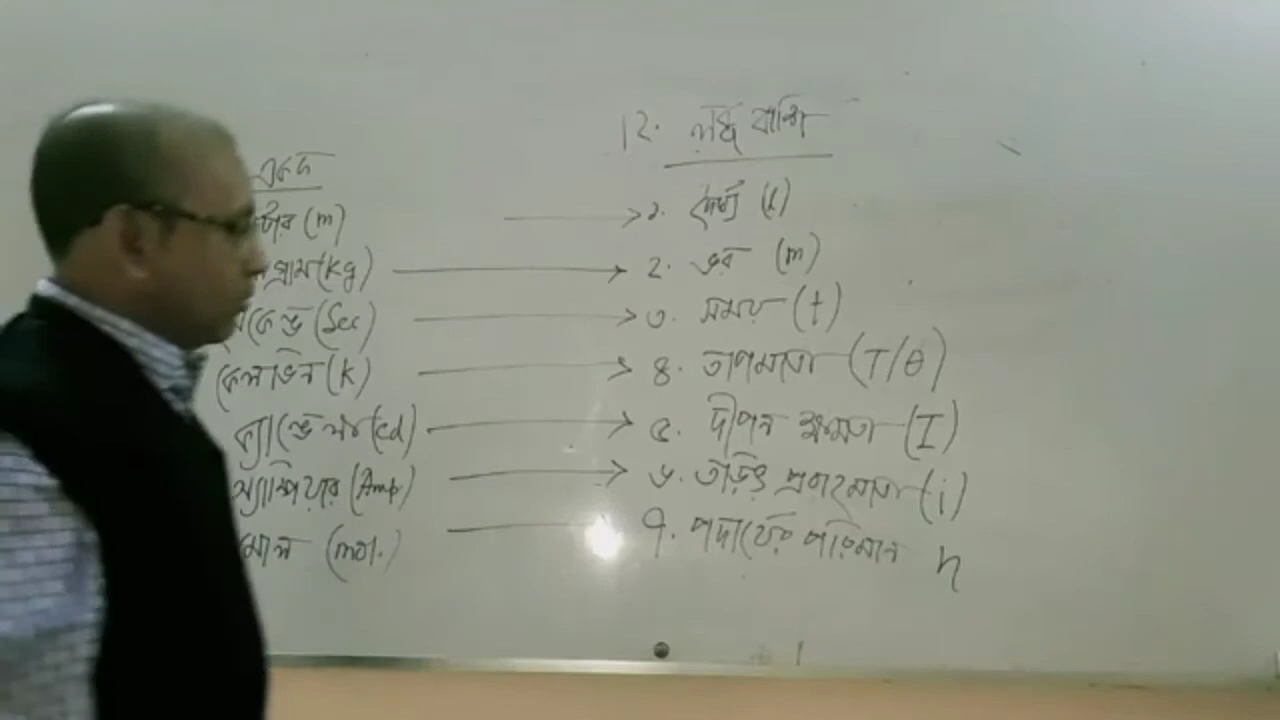 12. লব্ধ রাশি
একক
টার (m) → ১. দৈর্ঘ্য (l)
গ্রাম (Kg) → ২. ভর (m)
সেকেন্ড (Sec) → ৩. সময় (t)
কেলভিন (K) → ৪. তাপমাত্রা (T/θ)
ক্যান্ডেলা (cd) → ৫. দীপন ক্ষমতা (I)
অ্যাম্পিয়ার (Amp) → ৬. তড়িৎ প্রবাহমাত্রা (i)
মোল (mol.) → ৭. পদার্থের পরিমান n